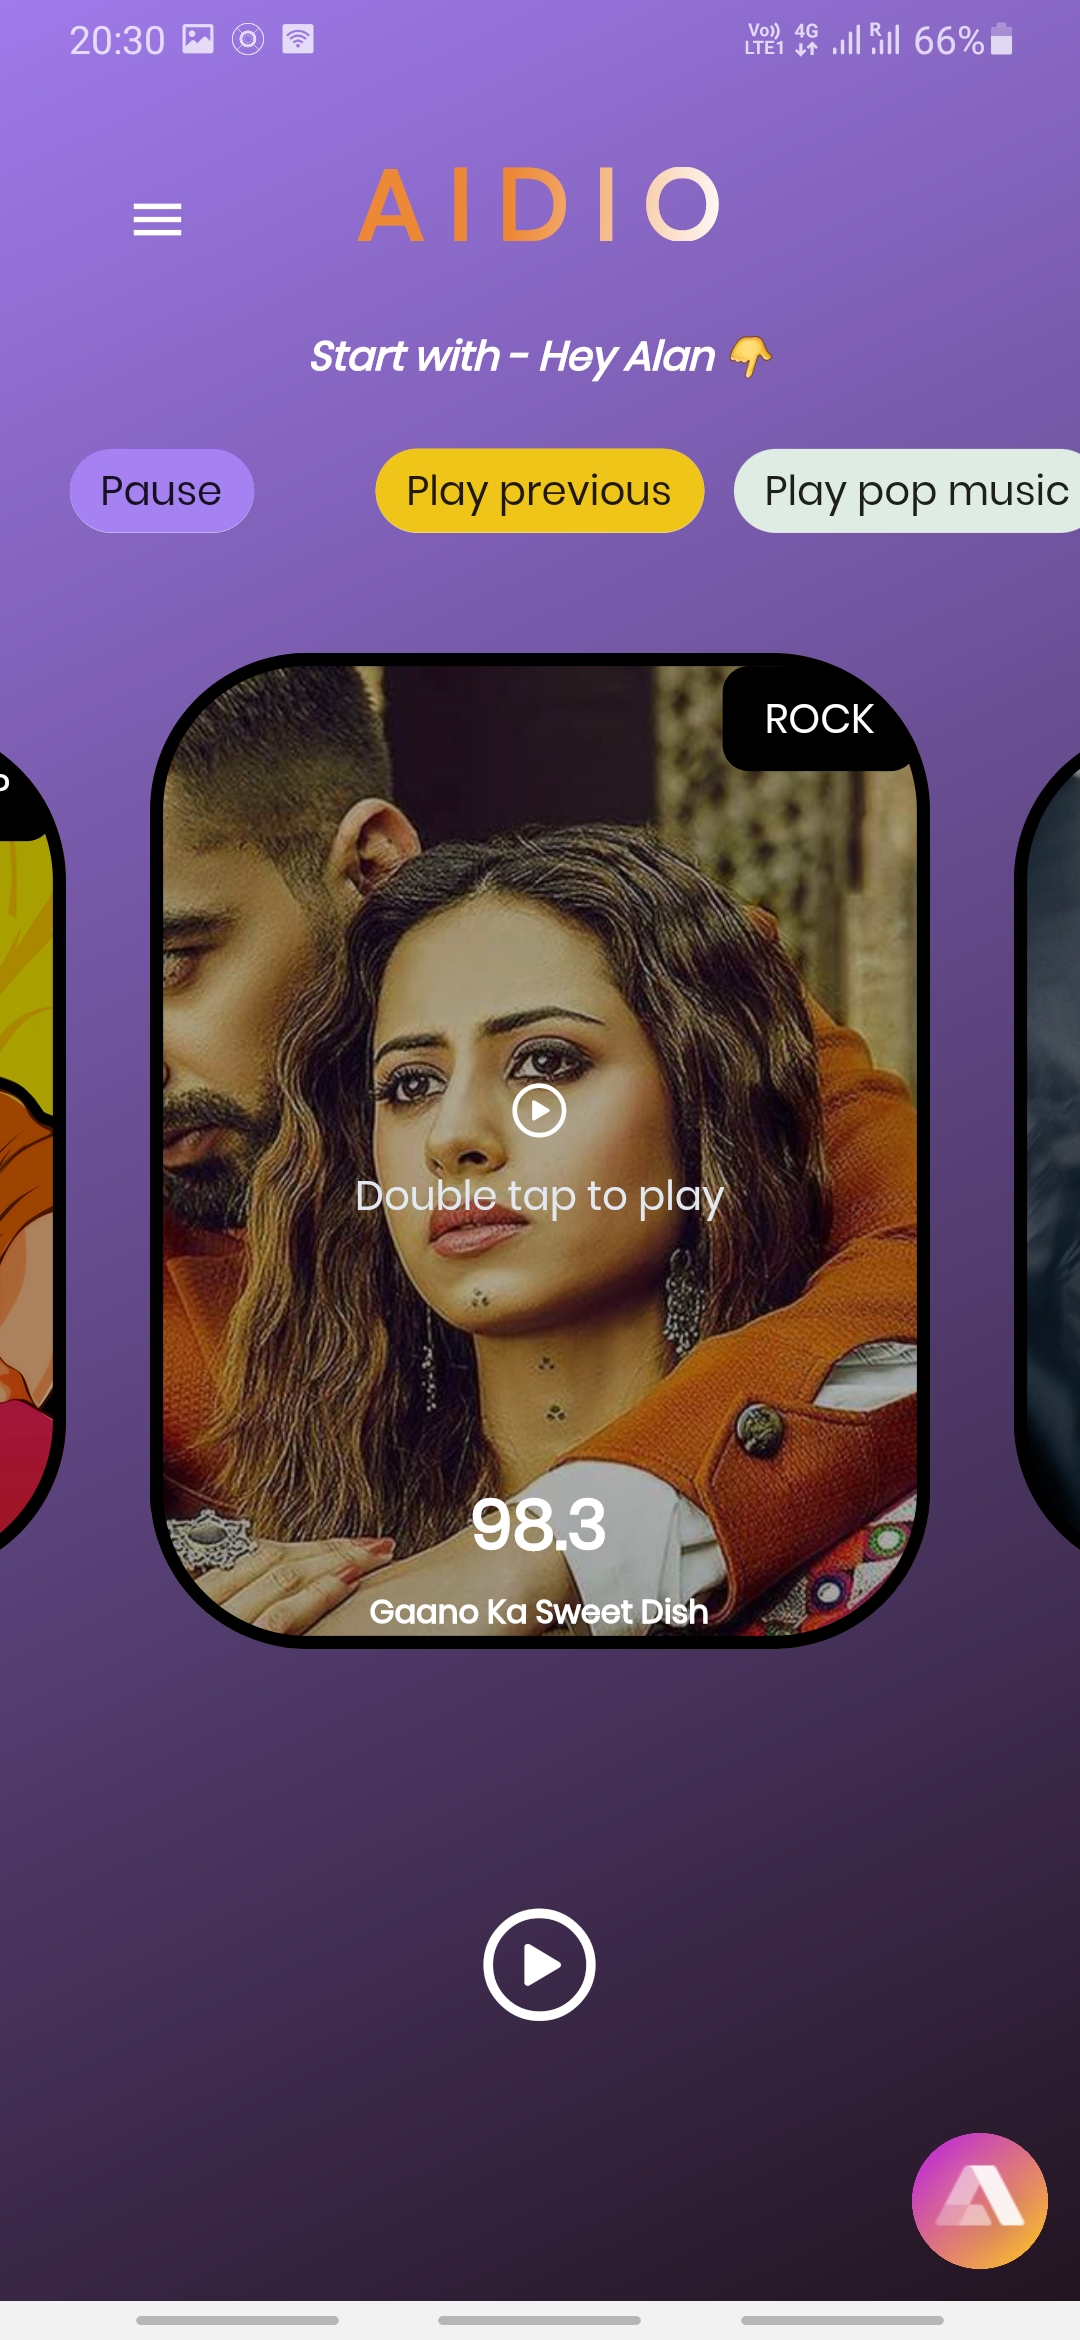 20:30
Vo)) LTE1 4G R 66%
AIDIO
Start with - Hey Alan 👇
Pause
Play previous
Play pop music
ROCK
Double tap to play
98.3
Gaano Ka Sweet Dish